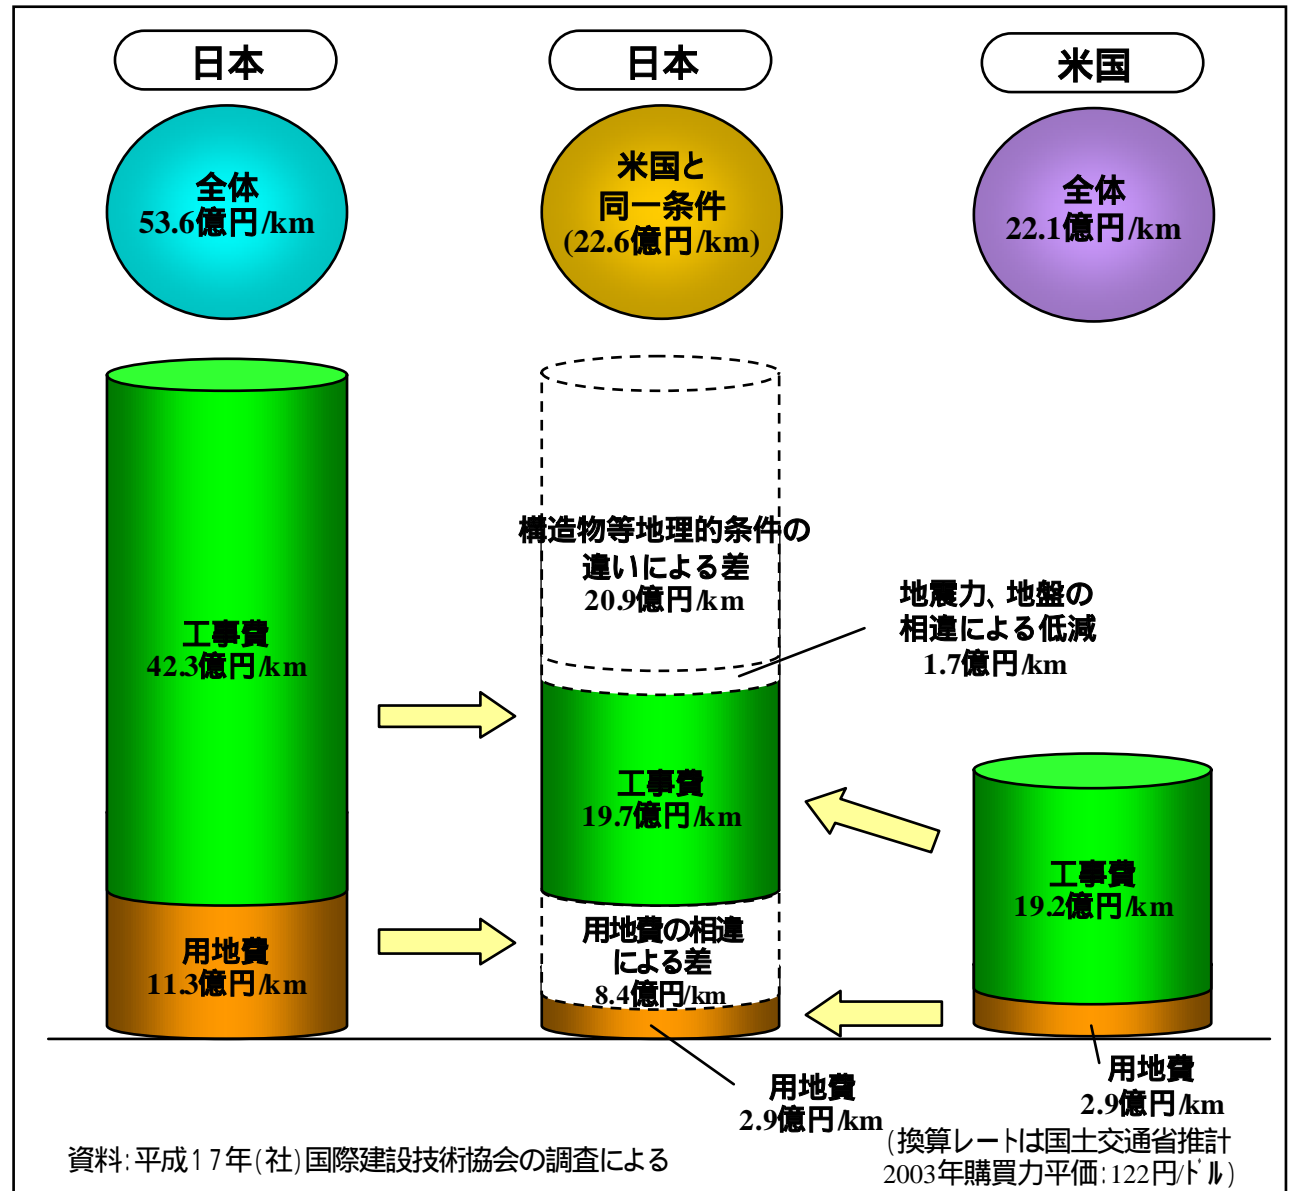 日本
全体
53.6億円/km
工事費
42.3億円/km
用地費
11.3億円/km
日本
米国と
同一条件
(22.6億円/km)
構造物等地理的条件の
違いによる差
20.9億円/km
地震力、地盤の
相違による低減
1.7億円/km
工事費
19.7億円/km
用地費の相違
による差
8.4億円/km
用地費
2.9億円/km
米国
全体
22.1億円/km
工事費
19.2億円/km
用地費
2.9億円/km
資料:平成17年(社)国際建設技術協会の調査による
(換算レートは国土交通省推計
2003年購買力平価:122円/ドル)